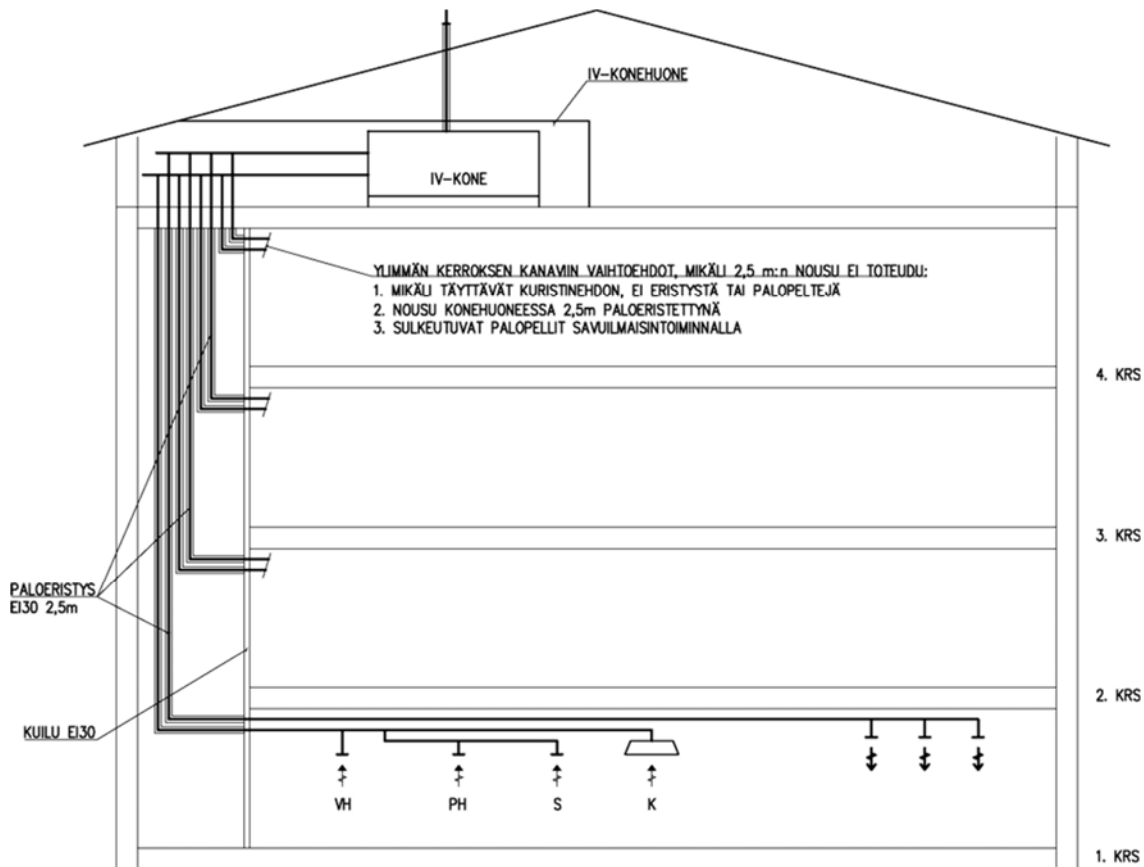 IV-KONEHUONE
IV-KONE
YLIMMÄN KERROKSEN KANAVIIN VAIHTOEHDOT, MIKÄLI 2,5 m:n NOUSU EI TOTEUDU:
1. MIKÄLI TÄYTTÄVÄT KURISTINEHDON, EI ERISTYSTÄ TAI PALOPELTEJÄ
2. NOUSU KONEHUONEESSA 2,5m PALOERISTETTYNÄ
3. SULKEUTUVAT PALOPELLIT SAVUILMAISINTOIMINNALLA
4. KRS
3. KRS
PALOERISTYS
EI30 2,5m
2. KRS
KUILU EI30
VH
PH
S
K
1. KRS